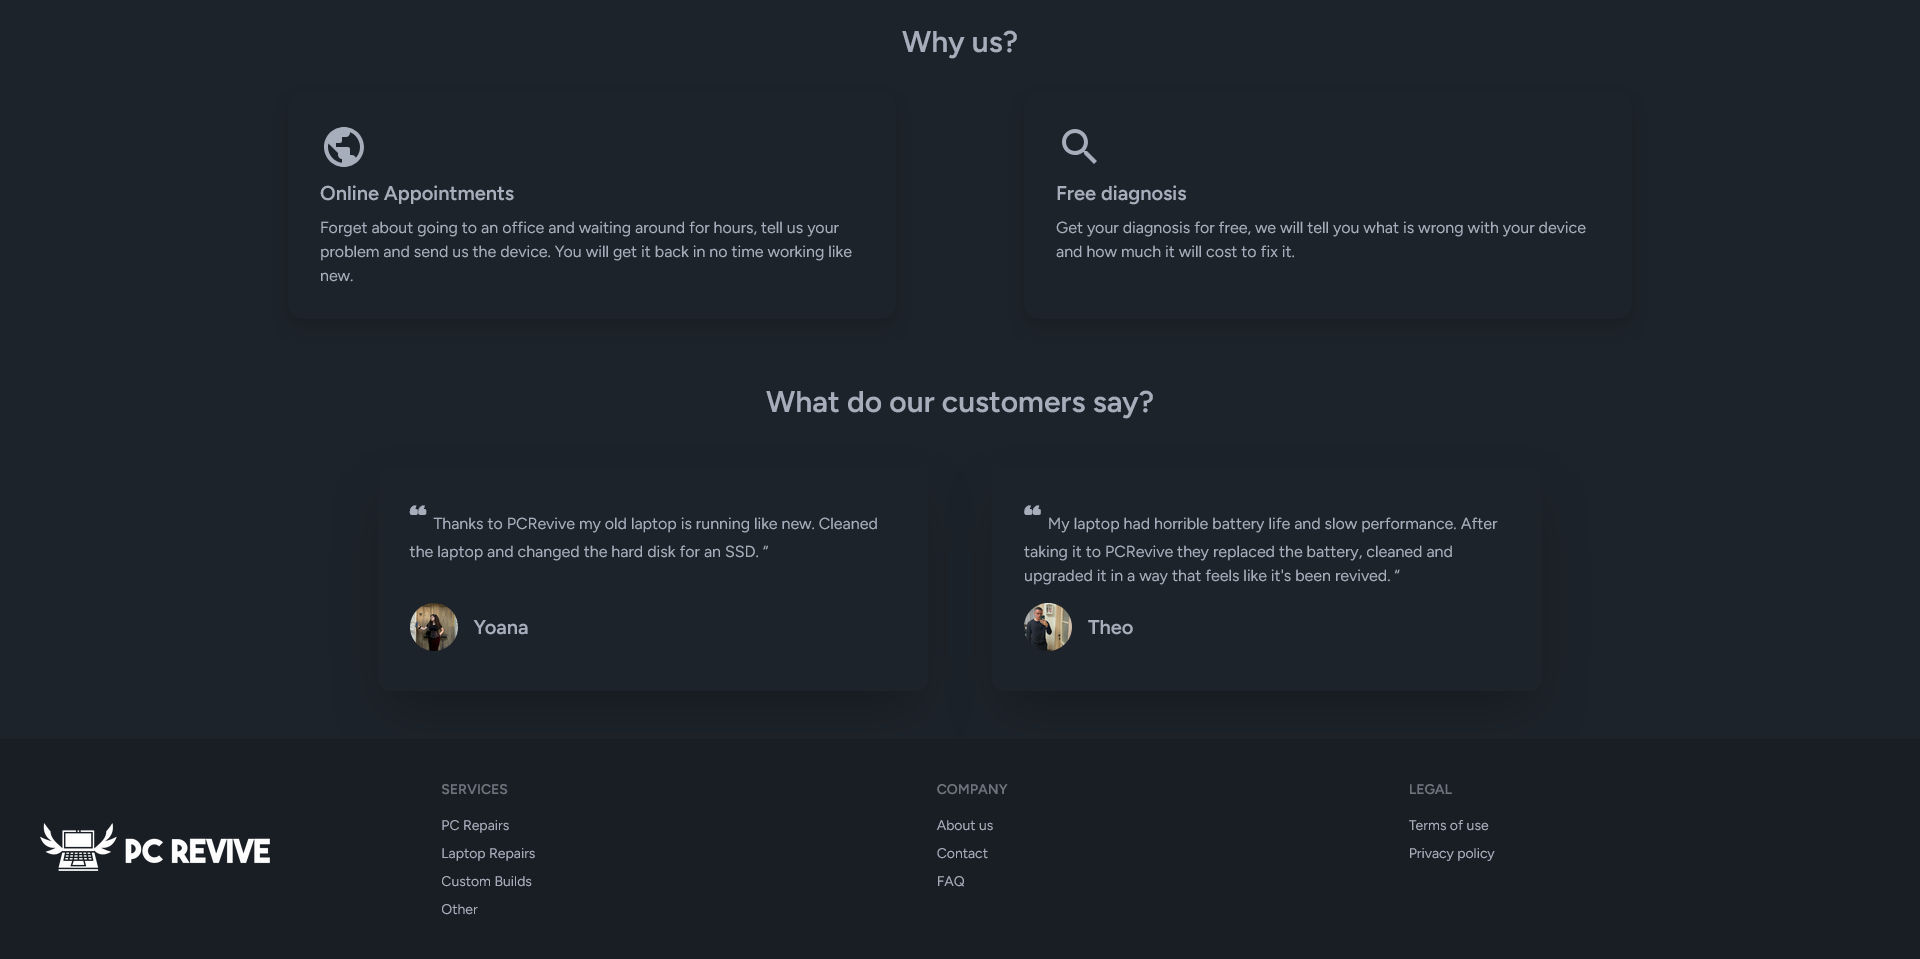 Why us?
Online Appointments
Forget about going to an office and waiting around for hours, tell us your
problem and send us the device. You will get it back in no time working like
new.
Free diagnosis
Get your diagnosis for free, we will tell you what is wrong with your device
and how much it will cost to fix it.
What do our customers say?
❝ Thanks to PCRevive my old laptop is running like new. Cleaned
the laptop and changed the hard disk for an SSD. “
Yoana
❝ My laptop had horrible battery life and slow performance. After
taking it to PCRevive they replaced the battery, cleaned and
upgraded it in a way that feels like it's been revived. “
Theo
PC REVIVE
SERVICES
PC Repairs
Laptop Repairs
Custom Builds
Other
COMPANY
About us
Contact
FAQ
LEGAL
Terms of use
Privacy policy